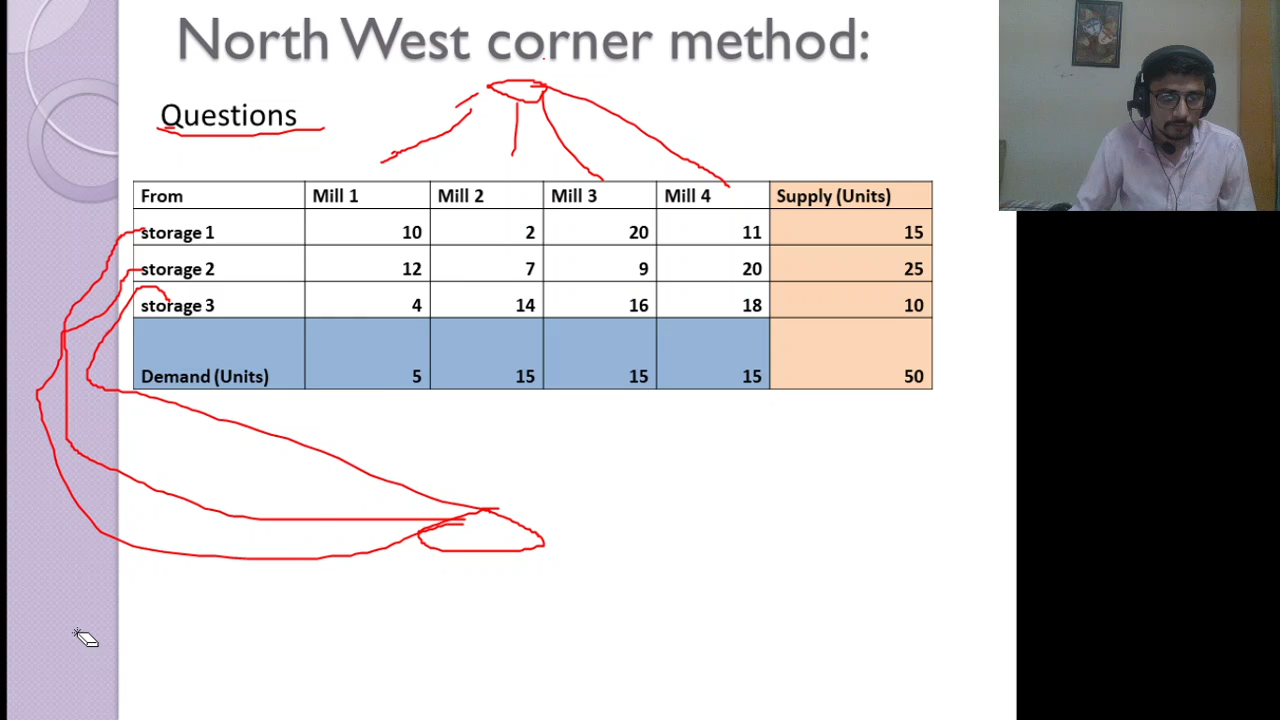 North West corner method:
Questions
From Mill 1 Mill 2 Mill 3 Mill 4 Supply (Units)
storage 1 10 2 20 11 15
storage 2 12 7 9 20 25
storage 3 4 14 16 18 10
Demand (Units) 5 15 15 15 50